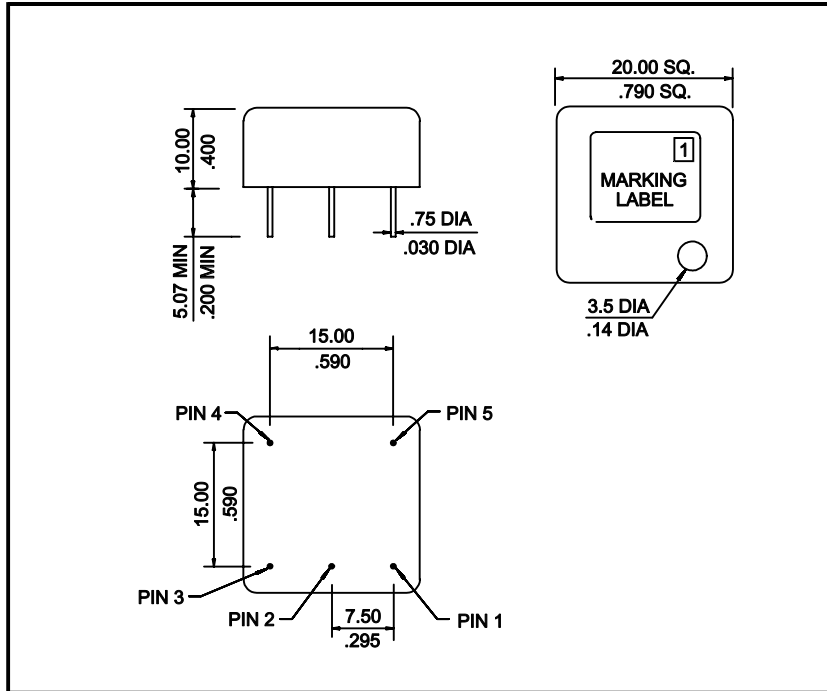 20.00 SQ.
.790 SQ.
1
MARKING
LABEL
3.5 DIA
.14 DIA
10.00
.400
5.07 MIN
.200 MIN
.75 DIA
.030 DIA
15.00
.590
PIN 4
PIN 5
15.00
.590
PIN 3
PIN 2
7.50
.295
PIN 1